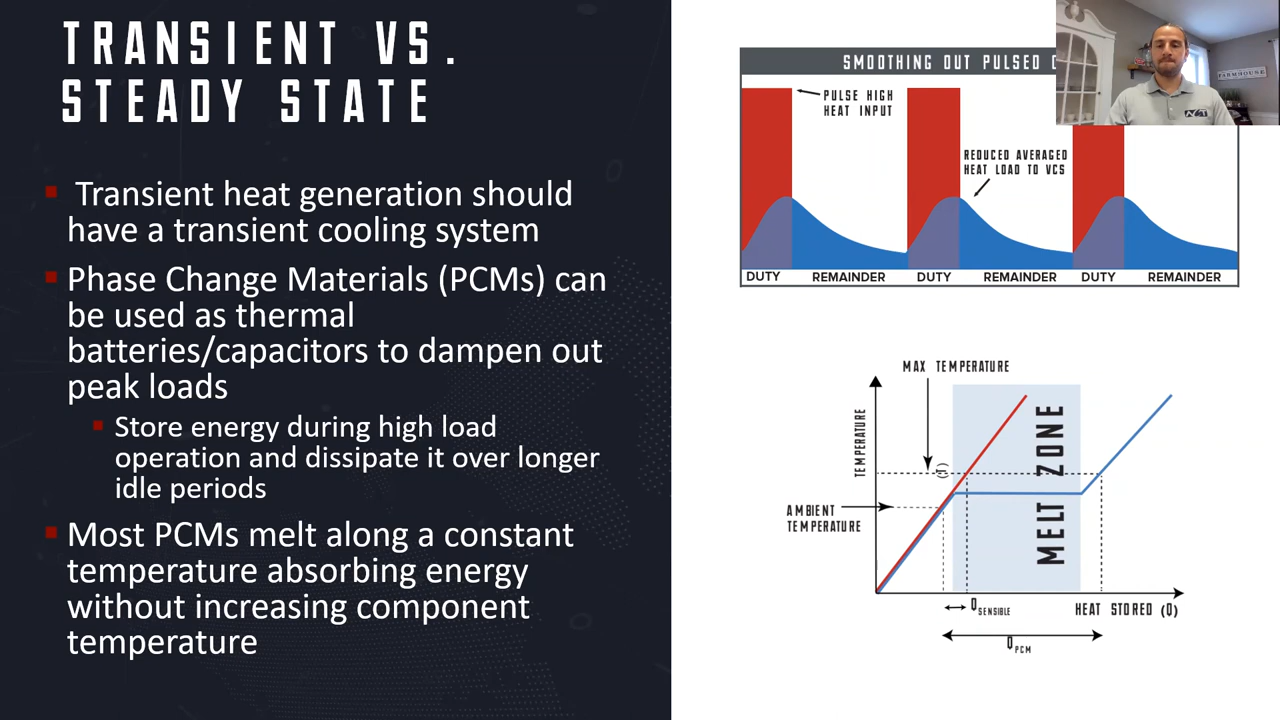 TRANSIENT VS.
STEADY STATE
Transient heat generation should
have a transient cooling system
Phase Change Materials (PCMs) can
be used as thermal
batteries/capacitors to dampen out
peak loads
Store energy during high load
operation and dissipate it over longer
idle periods
Most PCMs melt along a constant
temperature absorbing energy
without increasing component
temperature
SMOOTHING OUT PULSED
PULSE HIGH
HEAT INPUT
REDUCED AVERAGED
HEAT LOAD TO VCS
DUTY REMAINDER DUTY REMAINDER DUTY REMAINDER
FARMHOUSE
ACT
MAX TEMPERATURE
TEMPERATURE
(T)
AMBIENT
TEMPERATURE
MELT ZONE
QSENSIBLE
HEAT STORED (Q)
QPCM